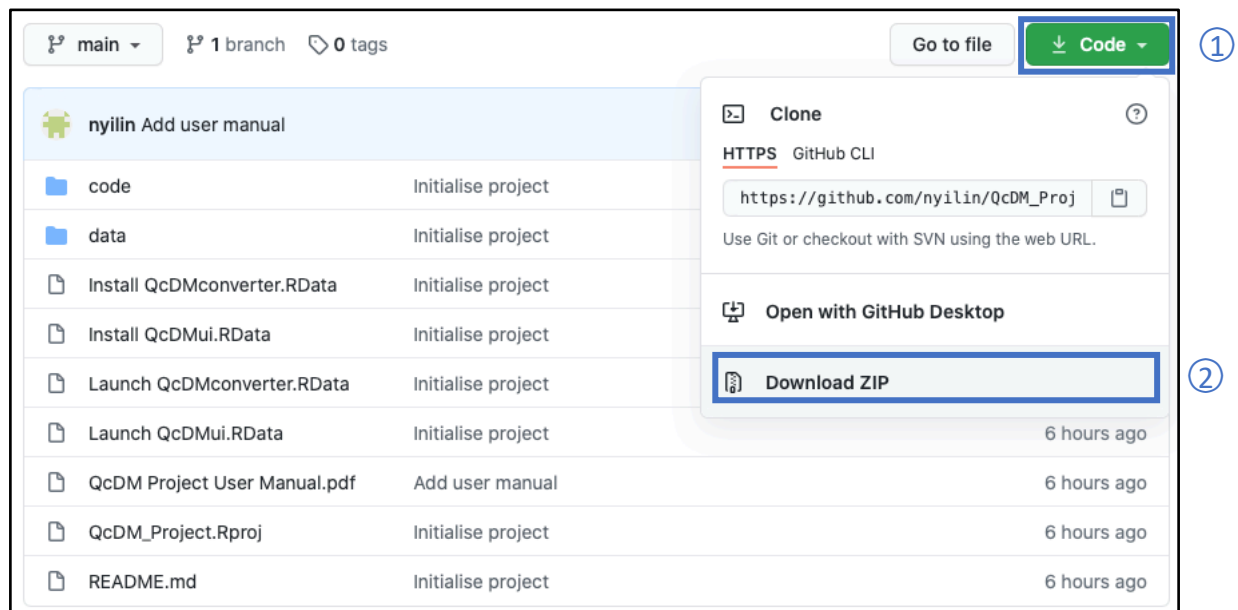 main 1 branch 0 tags Go to file Code ①
nyilin Add user manual
Clone
HTTPS GitHub CLI
https://github.com/nyilin/QcDM_Proj
Use Git or checkout with SVN using the web URL.
Open with GitHub Desktop
Download ZIP ②
code Initialise project
data Initialise project
Install QcDMconverter.RData Initialise project
Install QcDMui.RData Initialise project
Launch QcDMconverter.RData Initialise project
Launch QcDMui.RData Initialise project 6 hours ago
QcDM Project User Manual.pdf Add user manual 6 hours ago
QcDM_Project.Rproj Initialise project 6 hours ago
README.md Initialise project 6 hours ago